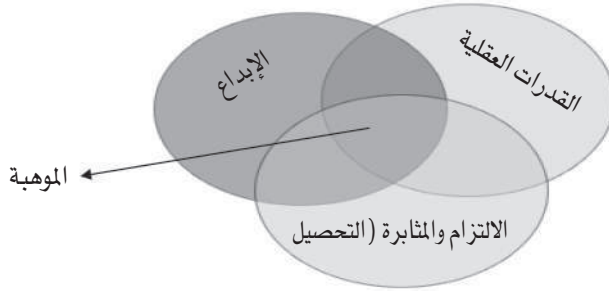 الإبداع
القدرات العقلية
الموهبة
الالتزام والمثابرة (التحصيل